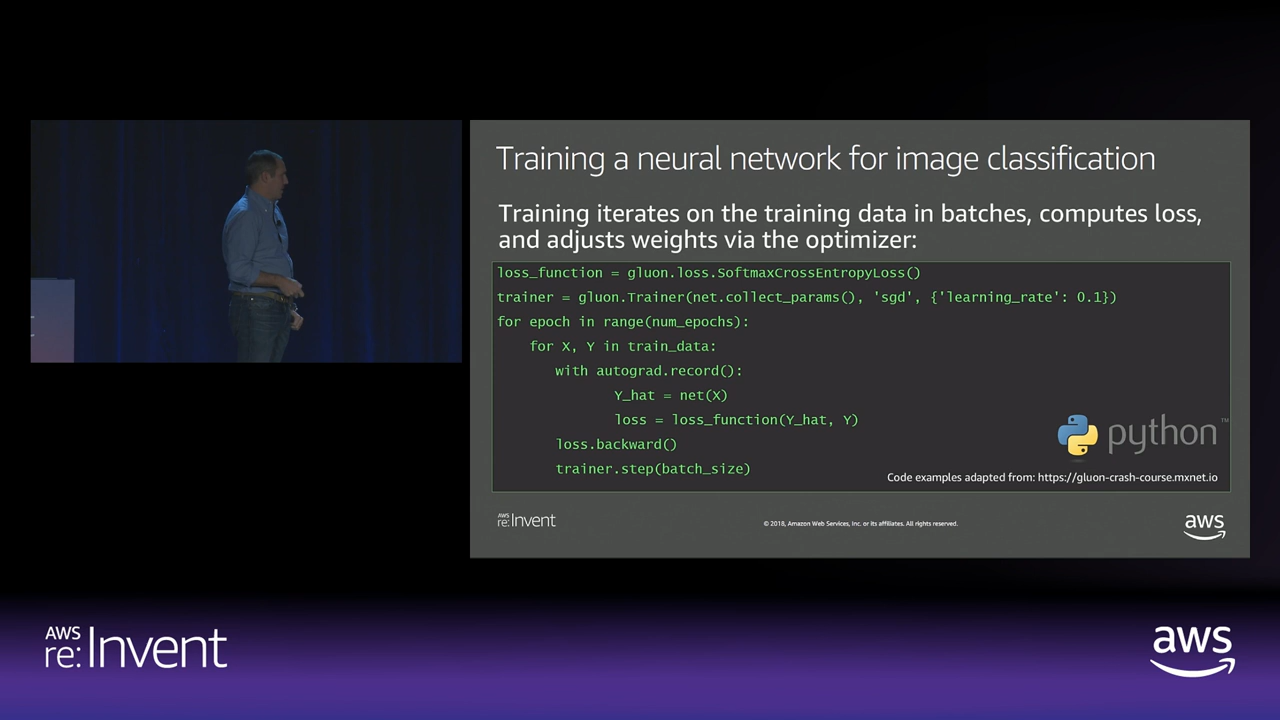 Training a neural network for image classification
Training iterates on the training data in batches, computes loss,
and adjusts weights via the optimizer:
loss_function = gluon.loss.SoftmaxCrossEntropyLoss()
trainer = gluon.Trainer(net.collect_params(), 'sgd', {'learning_rate': 0.1})
for epoch in range(num_epochs):
for X, Y in train_data:
with autograd.record():
Y_hat = net(X)
loss = loss_function(Y_hat, Y)
loss.backward()
trainer.step(batch_size)
python™
Code examples adapted from: https://gluon-crash-course.mxnet.io
AWS
re:Invent
© 2018, Amazon Web Services, Inc. or its affiliates. All rights reserved.
aws
AWS
re:Invent
aws